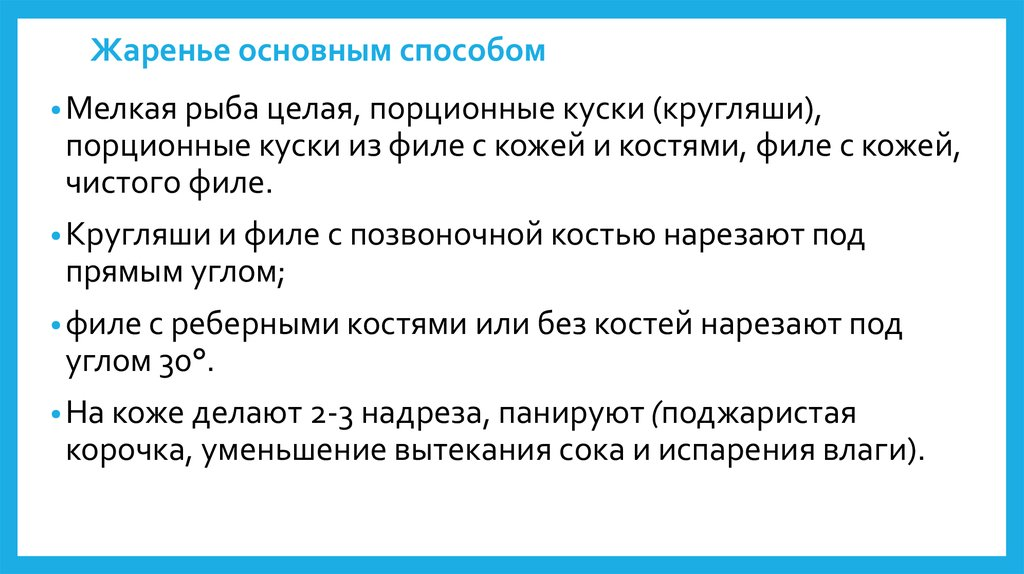 Жаренье основным способом
• Мелкая рыба целая, порционные куски (кругляши),
порционные куски из филе с кожей и костями, филе с кожей,
чистого филе.
• Кругляши и филе с позвоночной костью нарезают под
прямым углом;
• филе с реберными костями или без костей нарезают под
углом 30°.
• На коже делают 2-3 надреза, панируют (поджаристая
корочка, уменьшение вытекания сока и испарения влаги).